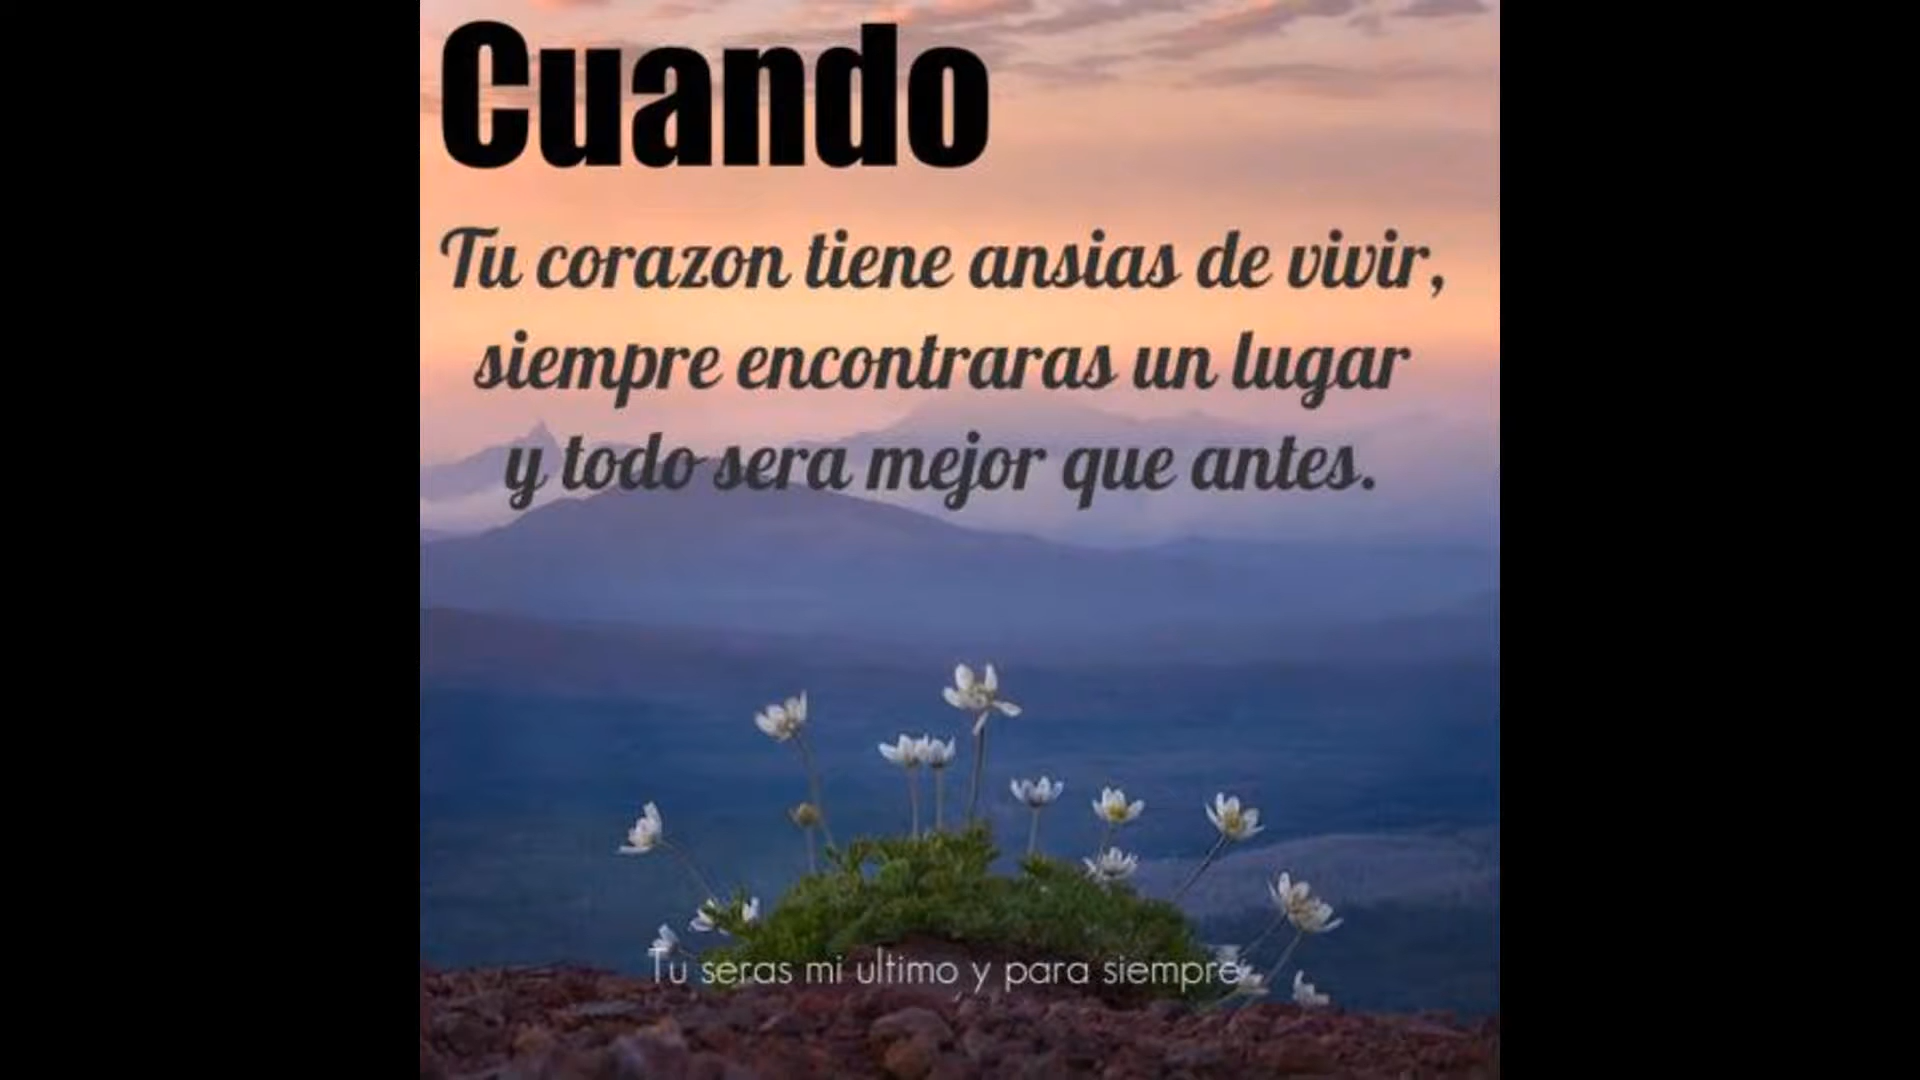 Cuando
Tu corazon tiene ansias de vivir,
siempre encontraras un lugar
y todo sera mejor que antes.
Tu seras mi ultimo y para siempre